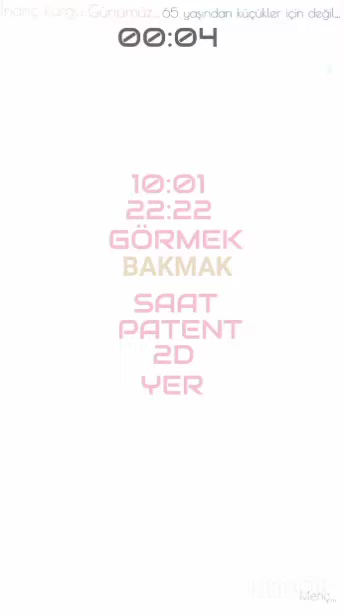 İnanç Kurgu: Günümüz... 65 yaşından küçükler için değil...
00:04
10:01
22:22
GÖRMEK
BAKMAK
SAAT
PATENT
2D
YER
Meriç...